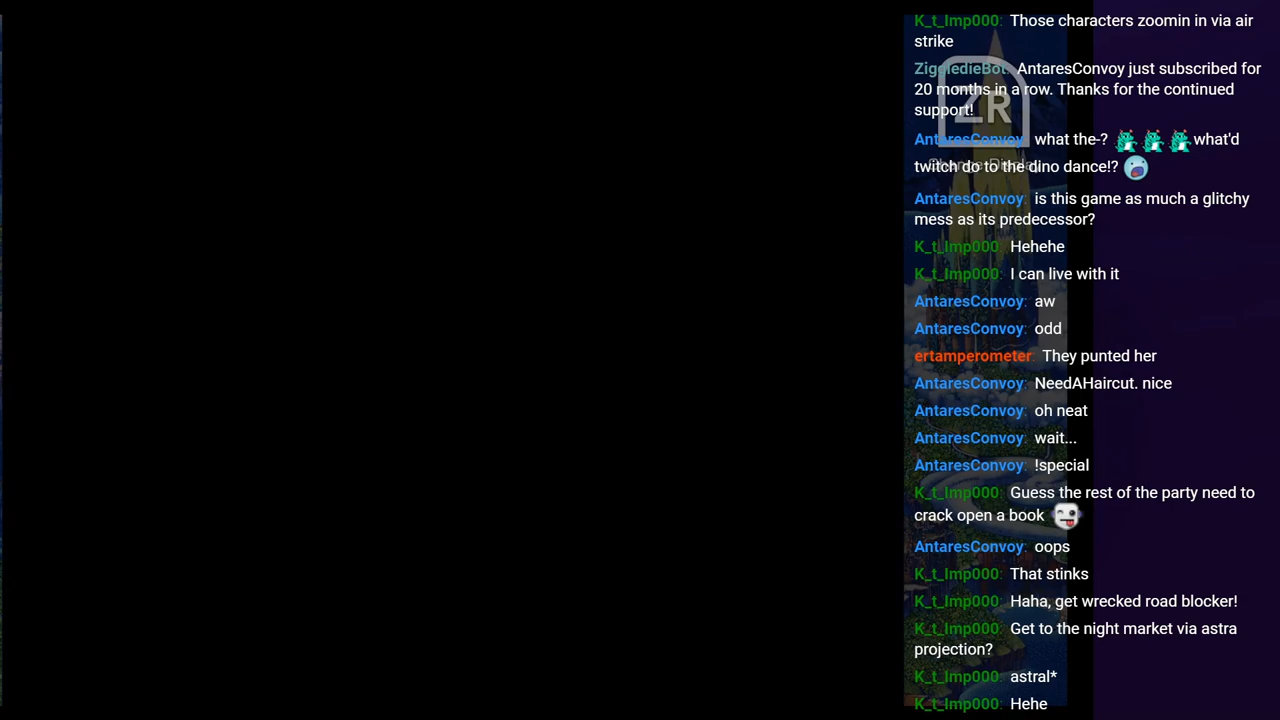 K_t_Imp000: Those characters zoomin in via air
strike
ZiggledieBot: AntaresConvoy just subscribed for
20 months in a row. Thanks for the continued
support!
ZR
AntaresConvoy: what the-? what'd
twitch do to the dino dance!?
Change Display
AntaresConvoy: is this game as much a glitchy
mess as its predecessor?
K_t_Imp000: Hehehe
K_t_Imp000: I can live with it
AntaresConvoy: aw
AntaresConvoy: odd
ertamperometer: They punted her
AntaresConvoy: NeedAHaircut. nice
AntaresConvoy: oh neat
AntaresConvoy: wait...
AntaresConvoy: !special
K_t_Imp000: Guess the rest of the party need to
crack open a book
AntaresConvoy: oops
K_t_Imp000: That stinks
K_t_Imp000: Haha, get wrecked road blocker!
K_t_Imp000: Get to the night market via astra
projection?
K_t_Imp000: astral*
K_t_Imp000: Hehe